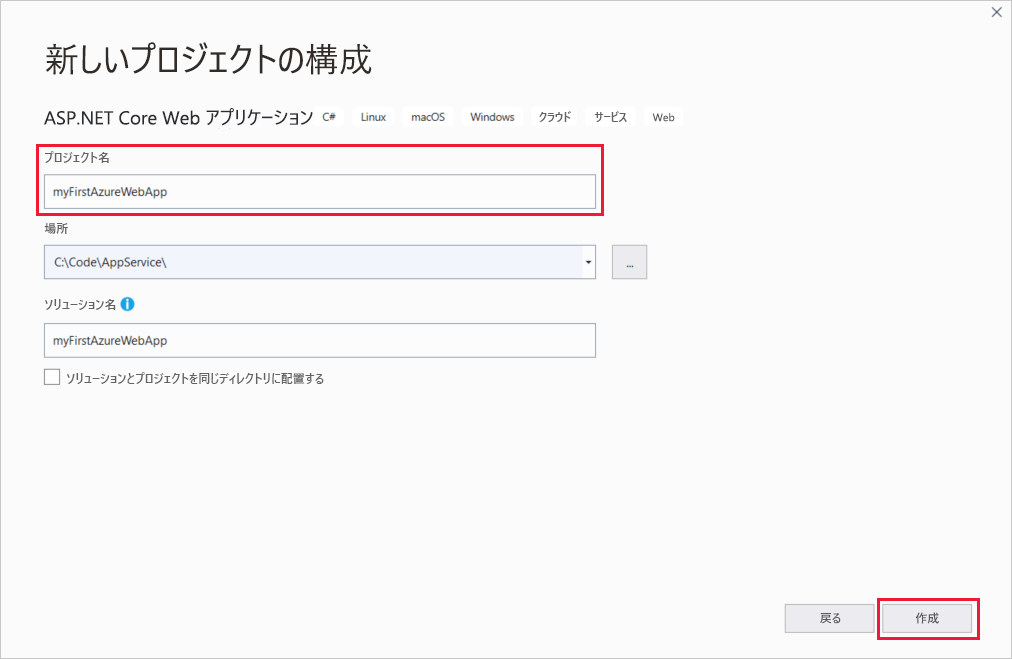 新しいプロジェクトの構成
ASP.NET Core Web アプリケーション C# Linux macOS Windows クラウド サービス Web
プロジェクト名
myFirstAzureWebApp
場所
C:\Code\AppService\
...
ソリューション名
myFirstAzureWebApp
ソリューションとプロジェクトを同じディレクトリに配置する
戻る 作成